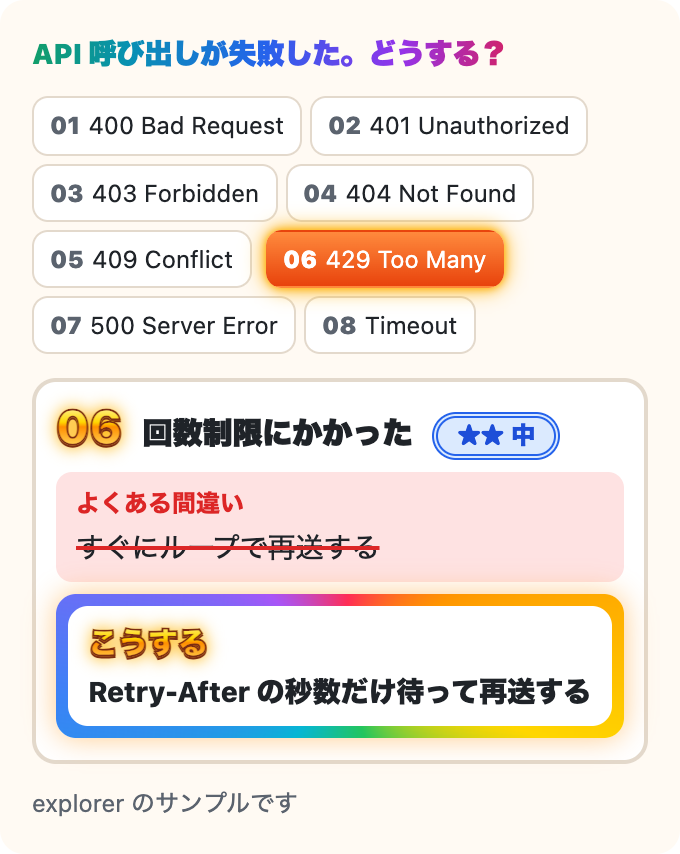 API 呼び出しが失敗した。どうする？
01 400 Bad Request
02 401 Unauthorized
03 403 Forbidden
04 404 Not Found
05 409 Conflict
06 429 Too Many
07 500 Server Error
08 Timeout
06 回数制限にかかった ★★ 中
よくある間違い
すぐにループで再送する
こうする
Retry-After の秒数だけ待って再送する
explorer のサンプルです